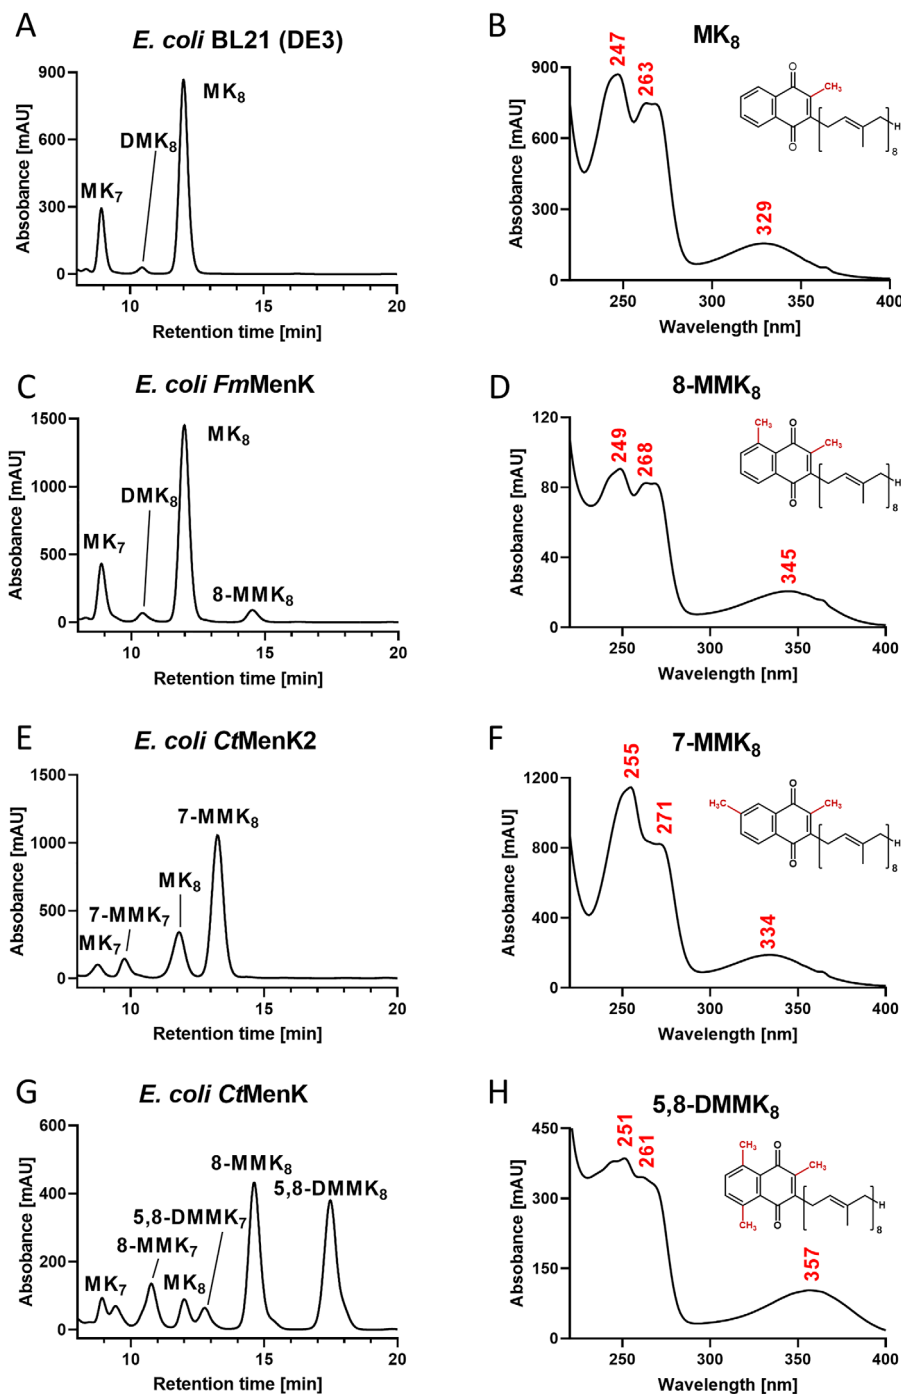 A
E. coli BL21 (DE3)
Absobance [mAU]
900
600
300
0
MK7
DMK8
MK8
10
15
20
Retention time [min]
B
MK8
Absobance [mAU]
900
600
300
0
247
263
329
O
O
CH3
H
8
250
300
350
400
Wavelength [nm]
C
E. coli FmMenK
Absobance [mAU]
1500
1000
500
0
MK7
DMK8
MK8
8-MMK8
10
15
20
Retention time [min]
D
8-MMK8
Absobance [mAU]
120
80
40
0
249
268
345
CH3
O
O
CH3
H
8
250
300
350
400
Wavelength [nm]
E
E. coli CtMenK2
Absobance [mAU]
1500
1000
500
0
MK7
7-MMK7
MK8
7-MMK8
10
15
20
Retention time [min]
F
7-MMK8
Absobance [mAU]
1200
800
400
0
255
271
334
H3C
O
O
CH3
H
8
250
300
350
400
Wavelength [nm]
G
E. coli CtMenK
Absobance [mAU]
600
400
200
0
MK7
8-MMK7
5,8-DMMK7
MK8
8-MMK8
5,8-DMMK8
10
15
20
Retention time [min]
H
5,8-DMMK8
Absobance [mAU]
450
300
150
0
251
261
357
CH3
O
O
CH3
CH3
H
8
250
300
350
400
Wavelength [nm]